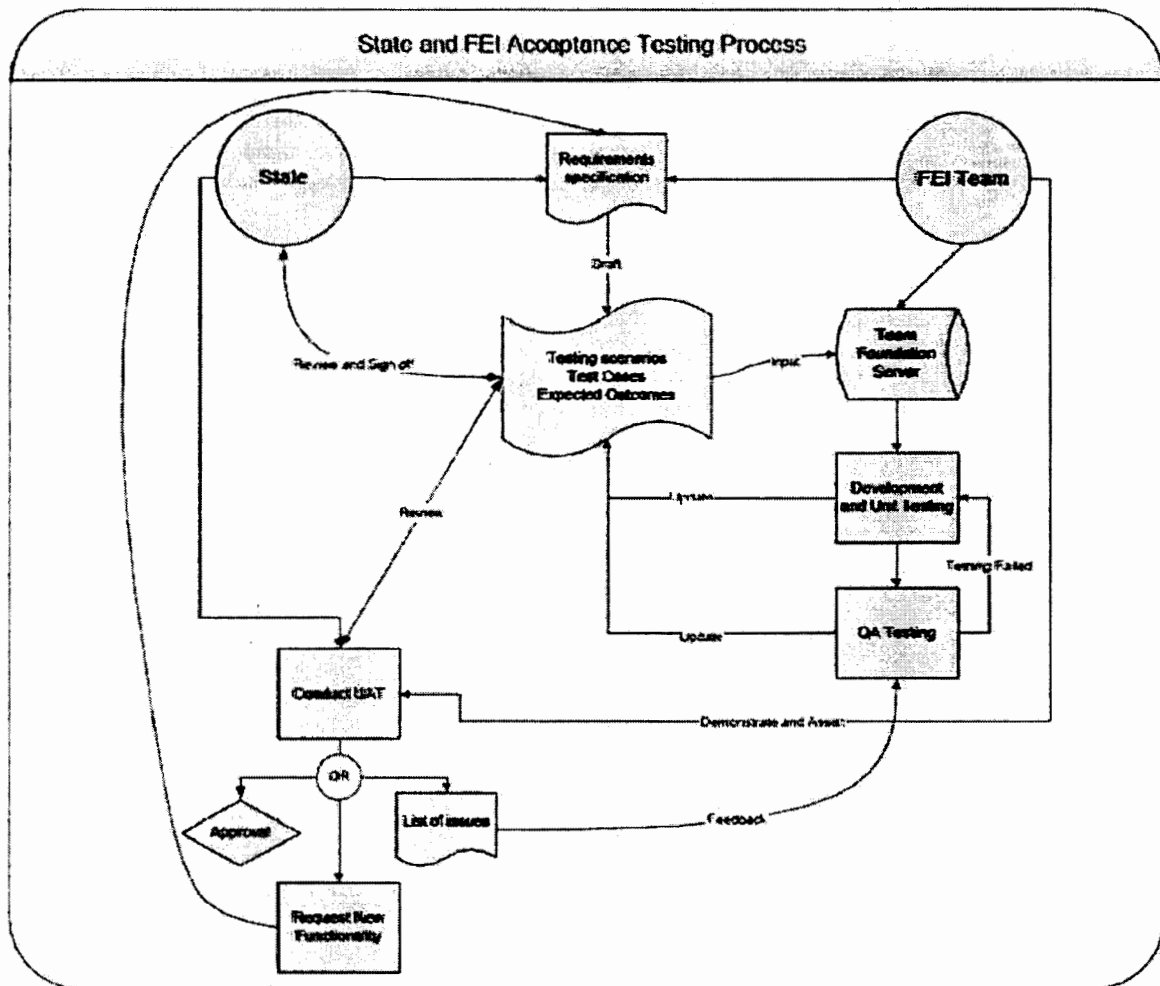 State and FEI Acceptance Testing Process
State
Requirements
specification
FEI Team
Draft
Review and Sign off
Testing scenarios
Test Cases
Expected Outcomes
Input
Team
Foundation
Server
Update
Development
and Unit Testing
Review
Testing Failed
Update
QA Testing
Conduct UAT
Demonstrate and Assist
OR
Approval
List of issues
Feedback
Request New
Functionality